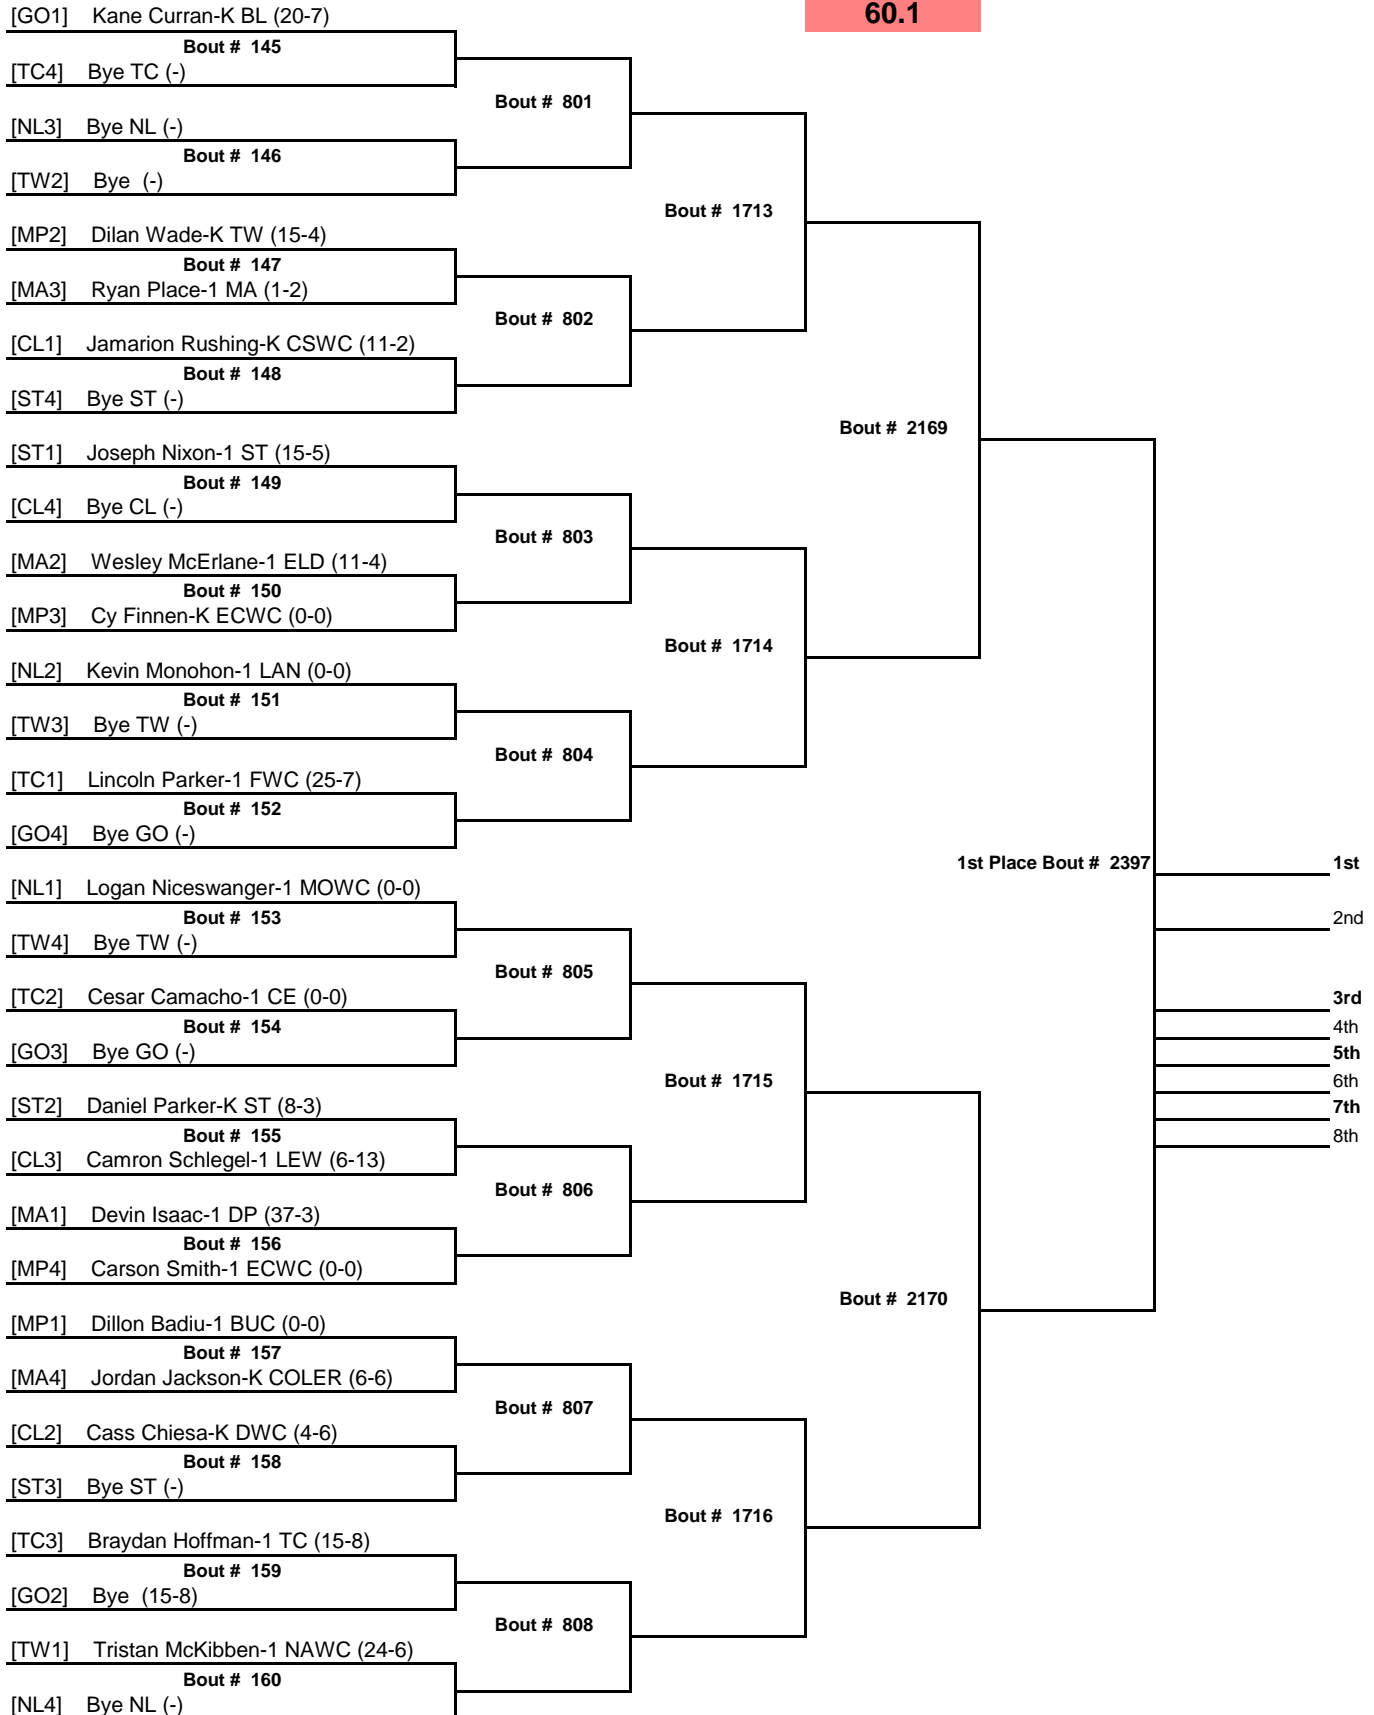 60.1
[GO1] Kane Curran-K BL (20-7)
Bout # 145
[TC4] Bye TC (-)
Bout # 801
[NL3] Bye NL (-)
Bout # 146
[TW2] Bye (-)
Bout # 1713
[MP2] Dilan Wade-K TW (15-4)
Bout # 147
[MA3] Ryan Place-1 MA (1-2)
Bout # 802
[CL1] Jamarion Rushing-K CSWC (11-2)
Bout # 148
[ST4] Bye ST (-)
Bout # 2169
[ST1] Joseph Nixon-1 ST (15-5)
Bout # 149
[CL4] Bye CL (-)
Bout # 803
[MA2] Wesley McErlane-1 ELD (11-4)
Bout # 150
[MP3] Cy Finnen-K ECWC (0-0)
Bout # 1714
[NL2] Kevin Monohon-1 LAN (0-0)
Bout # 151
[TW3] Bye TW (-)
Bout # 804
[TC1] Lincoln Parker-1 FWC (25-7)
Bout # 152
[GO4] Bye GO (-)
1st Place Bout # 2397
1st
[NL1] Logan Niceswanger-1 MOWC (0-0)
Bout # 153
2nd
[TW4] Bye TW (-)
Bout # 805
[TC2] Cesar Camacho-1 CE (0-0)
3rd
Bout # 154
4th
[GO3] Bye GO (-)
5th
Bout # 1715
6th
[ST2] Daniel Parker-K ST (8-3)
7th
Bout # 155
8th
[CL3] Camron Schlegel-1 LEW (6-13)
Bout # 806
[MA1] Devin Isaac-1 DP (37-3)
Bout # 156
[MP4] Carson Smith-1 ECWC (0-0)
Bout # 2170
[MP1] Dillon Badiu-1 BUC (0-0)
Bout # 157
[MA4] Jordan Jackson-K COLER (6-6)
Bout # 807
[CL2] Cass Chiesa-K DWC (4-6)
Bout # 158
[ST3] Bye ST (-)
Bout # 1716
[TC3] Braydan Hoffman-1 TC (15-8)
Bout # 159
[GO2] Bye (15-8)
Bout # 808
[TW1] Tristan McKibben-1 NAWC (24-6)
Bout # 160
[NL4] Bye NL (-)